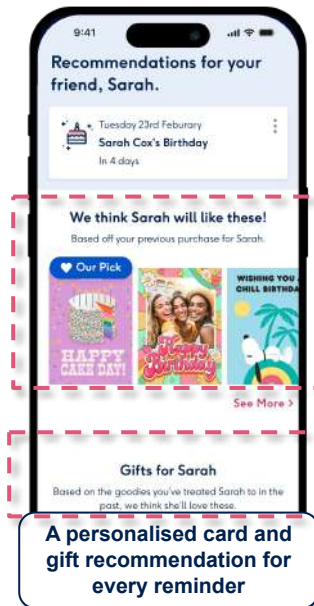 9:41
Recommendations for your
friend, Sarah.
Tuesday 23rd Feburary
Sarah Cox's Birthday
In 4 days
We think Sarah will like these!
Based off your previous purchase for Sarah.
Our Pick
HAPPY
CAKE DAY!
Happy
Birthday
WISHING YOU A
CHILL BIRTHDA
See More >
Gifts for Sarah
Based on the goodies you've treated Sarah to in the
past, we think she'll love these.
A personalised card and
gift recommendation for
every reminder